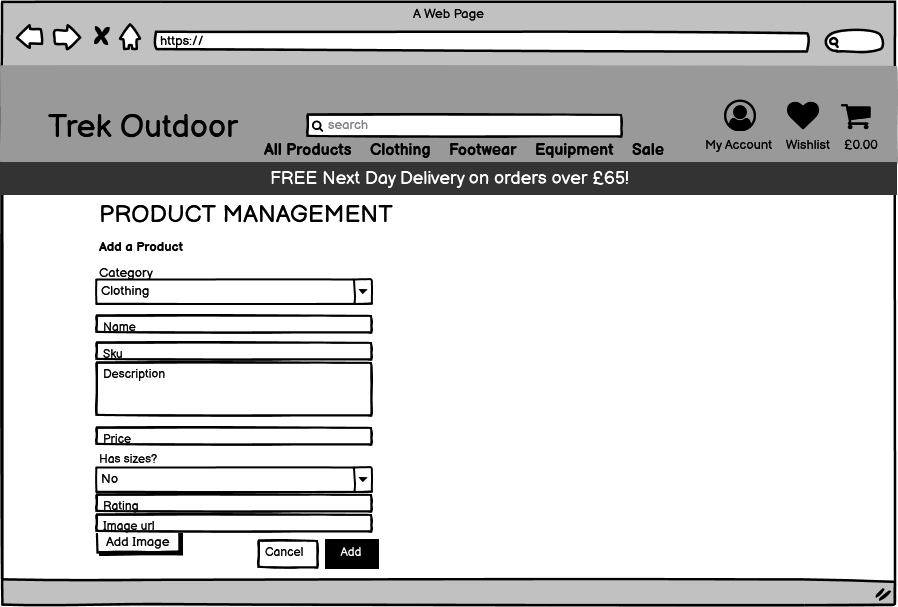 A Web Page
https://
Trek Outdoor
search
My Account Wishlist £0.00
All Products Clothing Footwear Equipment Sale
FREE Next Day Delivery on orders over £65!
PRODUCT MANAGEMENT
Add a Product
Category
Clothing
Name
Sku
Description
Price
Has sizes?
No
Rating
Image url
Add Image
Cancel Add